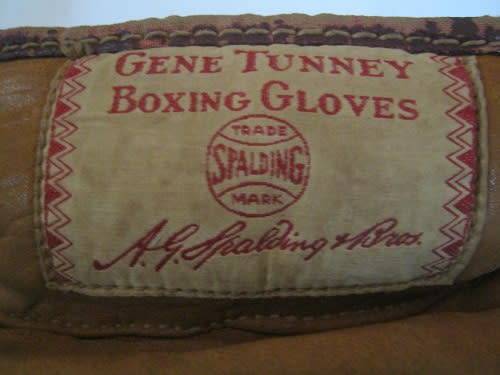 GENE TUNNEY
BOXING GLOVES
TRADE
SPALDING
MARK
A.G. Spalding & Bros.